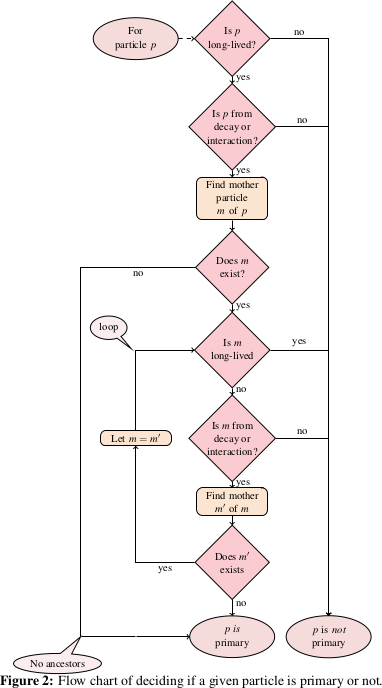 For
particle p
Is p
long-lived?
no
yes
Is p from
decay or
interaction?
no
yes
Find mother
particle
m of p
Does m
exist?
no
yes
loop
Is m
long-lived
yes
no
Is m from
decay or
interaction?
no
Let m = m′
yes
Find mother
m′ of m
Does m′
exists
yes
no
p is
primary
p is not
primary
No ancestors
Figure 2: Flow chart of deciding if a given particle is primary or not.